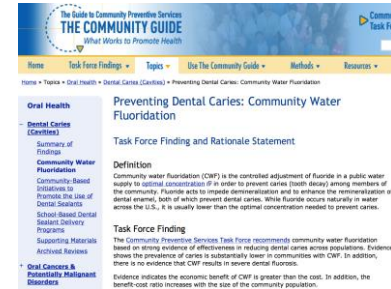 The Guide to Community Preventive Services
THE COMMUNITY GUIDE
What Works to Promote Health
Commu
Task Fo
Home Task Force Findings Topics Use The Community Guide Methods Resources
Home > Topics > Oral Health > Dental Caries (Cavities) > Preventing Dental Caries: Community Water Fluoridation
Oral Health
Dental Caries
(Cavities)
Summary of
Findings
Community Water
Fluoridation
Community-Based
Initiatives to
Promote the Use of
Dental Sealants
School-Based Dental
Sealant Delivery
Programs
Supporting Materials
Archived Reviews
Oral Cancers &
Potentially Malignant
Disorders
Preventing Dental Caries: Community Water
Fluoridation
Task Force Finding and Rationale Statement
Definition
Community water fluoridation (CWF) is the controlled adjustment of fluoride in a public water
supply to optimal concentration in order to prevent caries (tooth decay) among members of
the community. Fluoride acts to impede demineralization and to enhance the remineralization of
dental enamel, both of which prevent dental caries. While fluoride occurs naturally in water
across the U.S., it is usually lower than the optimal concentration needed to prevent caries.
Task Force Finding
The Community Preventive Services Task Force recommends community water fluoridation
based on strong evidence of effectiveness in reducing dental caries across populations. Evidence
shows the prevalence of caries is substantially lower in communities with CWF. In addition,
there is no evidence that CWF results in severe dental fluorosis.
Evidence indicates the economic benefit of CWF is greater than the cost. In addition, the
benefit-cost ratio increases with the size of the community population.